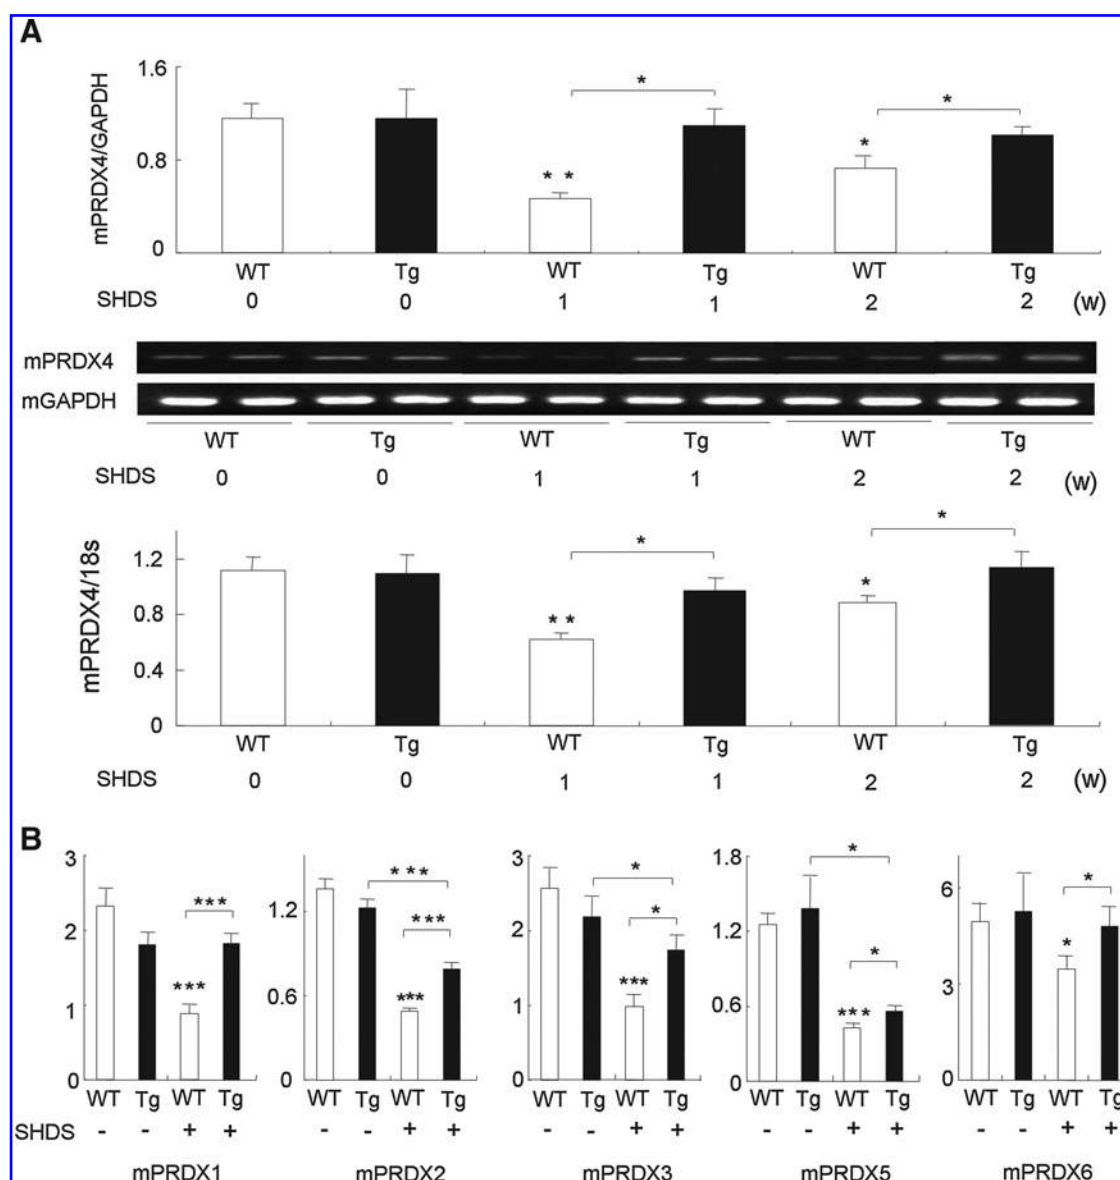 A
mPRDX4/GAPDH
1.6
0.8
0
* *
*
*
*
WT Tg WT Tg WT Tg
SHDS 0 0 1 1 2 2 (w)
mPRDX4
mGAPDH
WT Tg WT Tg WT Tg
SHDS 0 0 1 1 2 2 (w)
mPRDX4/18s
1.2
0.8
0.4
0
* *
*
*
*
WT Tg WT Tg WT Tg
SHDS 0 0 1 1 2 2 (w)
B
3
2
1
0
***
***
WT Tg WT Tg
SHDS - - + +
mPRDX1
1.2
0.6
0
***
***
***
WT Tg WT Tg
- - + +
mPRDX2
3
2
1
0
*
*
***
WT Tg WT Tg
- - + +
mPRDX3
1.8
1.2
0.6
0
*
*
***
WT Tg WT Tg
- - + +
mPRDX5
6
3
0
*
*
WT Tg WT Tg
- - + +
mPRDX6